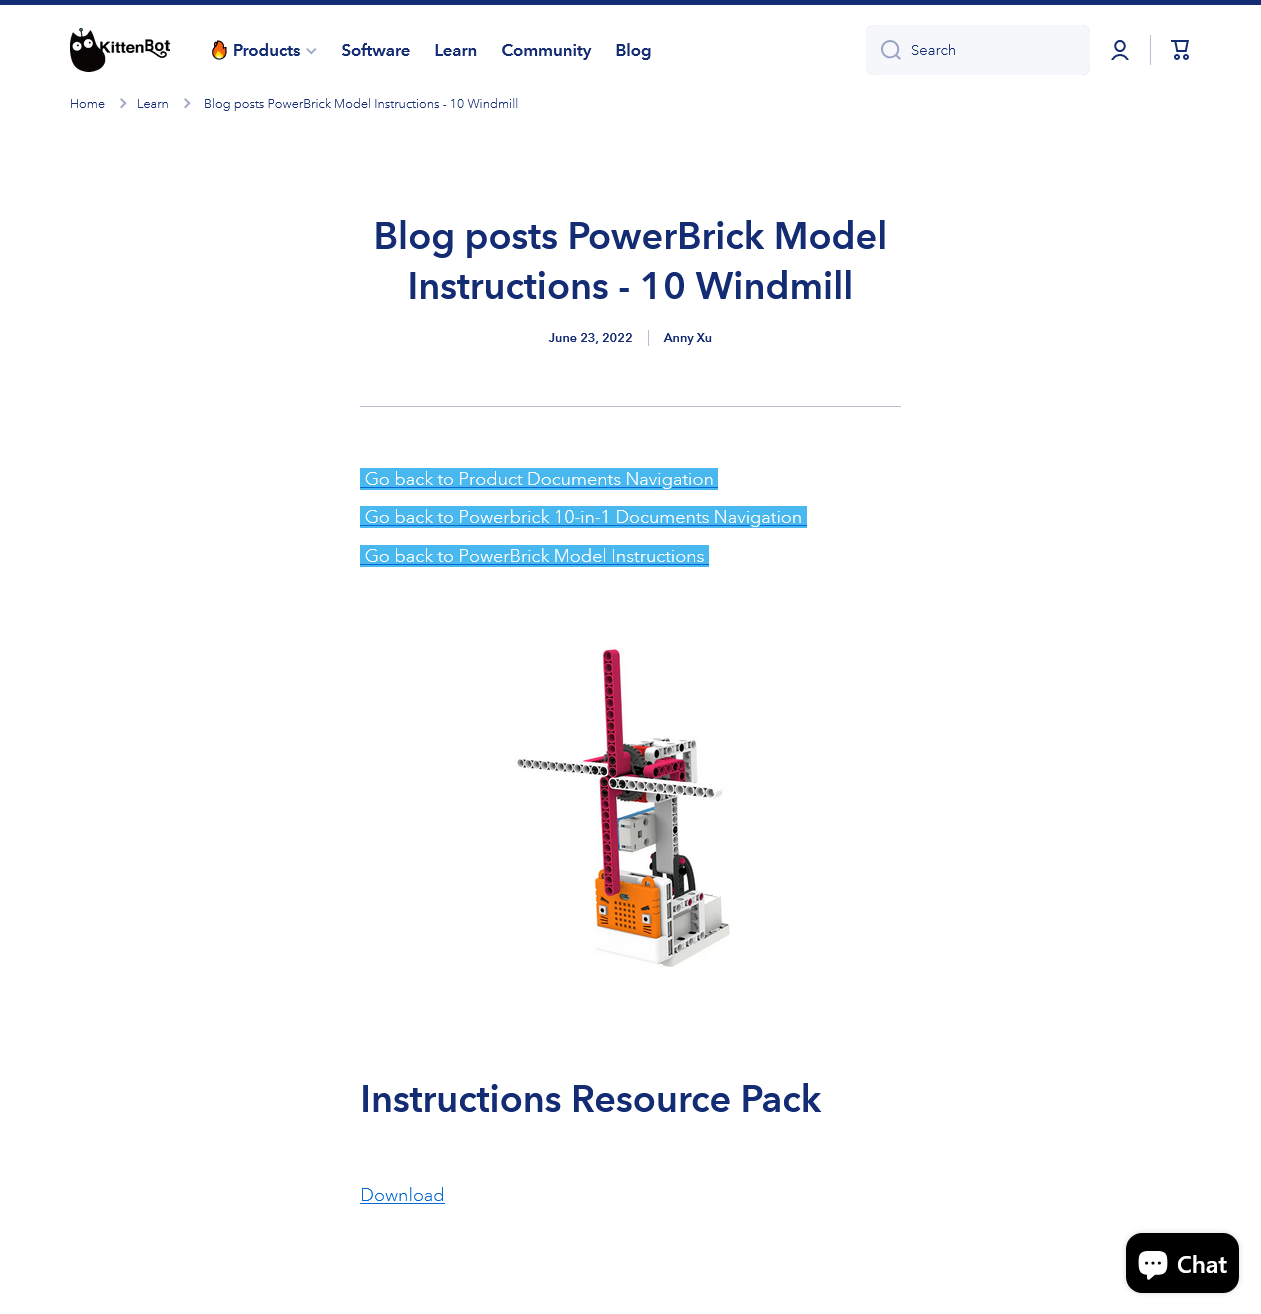 KittenBot
🔥 Products
Software
Learn
Community
Blog
Search
Home
Learn
Blog posts PowerBrick Model Instructions - 10 Windmill
Blog posts PowerBrick Model
Instructions - 10 Windmill
June 23, 2022
Anny Xu
Go back to Product Documents Navigation
Go back to Powerbrick 10-in-1 Documents Navigation
Go back to PowerBrick Model Instructions
Instructions Resource Pack
Download
Chat